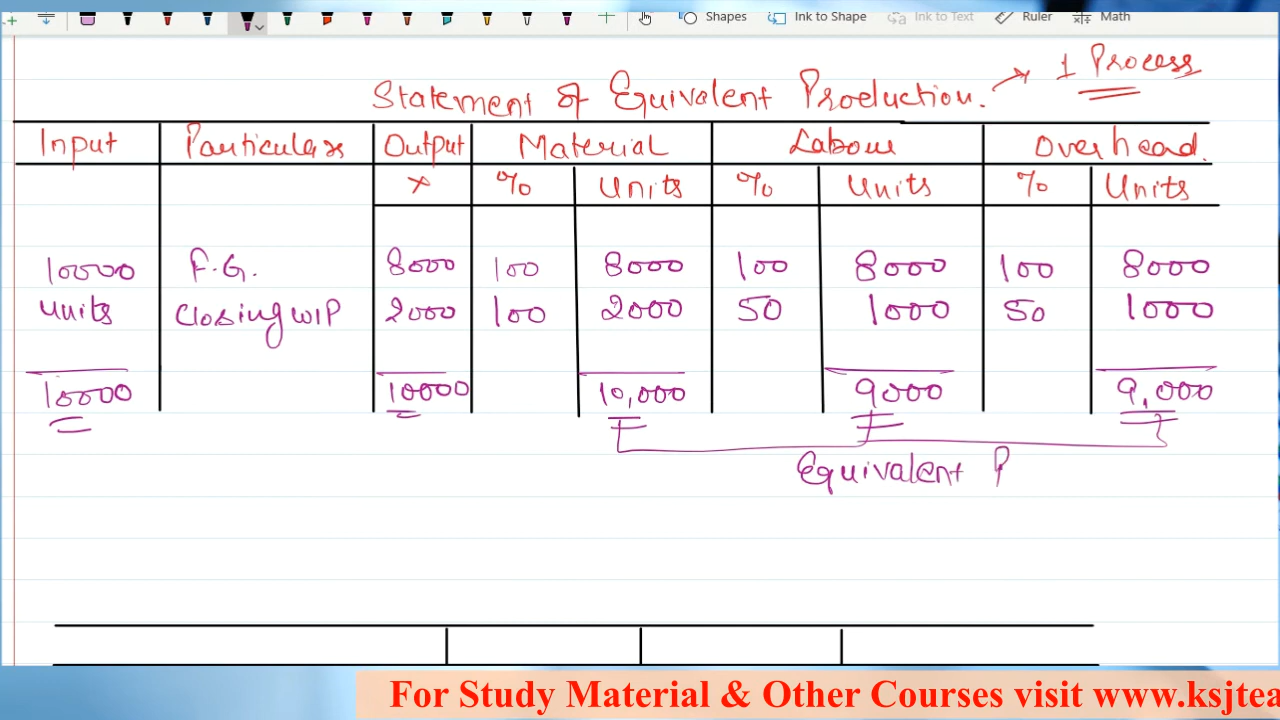 Shapes Ink to Shape Ink to Text Ruler Math
Statement of Equivalent Production. → 1 Process
Input Particulars Output Material Labour Overhead.
x % Units % Units % Units
10000 F.G. 8000 100 8000 100 8000 100 8000
Units Closing WIP 2000 100 2000 50 1000 50 1000
10000 10000 10,000 9000 9,000
Equivalent P
For Study Material & Other Courses visit www.ksjtea